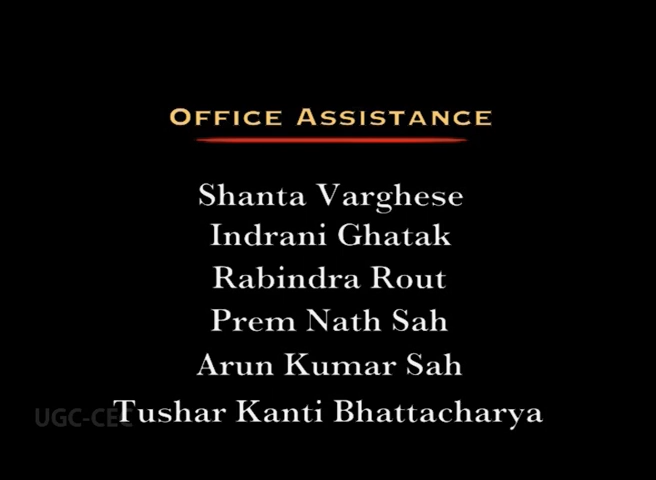 OFFICE ASSISTANCE
Shanta Varghese
Indrani Ghatak
Rabindra Rout
Prem Nath Sah
Arun Kumar Sah
Tushar Kanti Bhattacharya
UGC-CEC